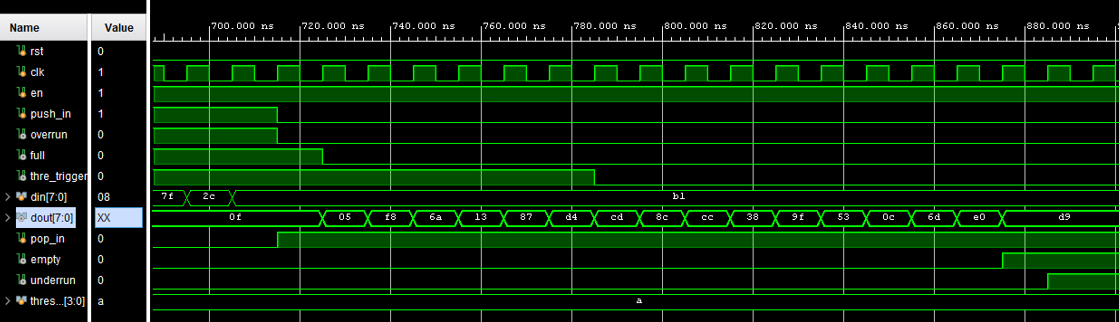 Name Value 700.000 ns 720.000 ns 740.000 ns 760.000 ns 780.000 ns 800.000 ns 820.000 ns 840.000 ns 860.000 ns 880.000 ns
rst 0
clk 1
en 1
push_in 1
overrun 0
full 0
thre_trigger 0
din[7:0] 08 7f 2c b1
dout[7:0] XX 0f 05 f8 6a 13 87 d4 cd 8c cc 38 9f 53 0c 6d e0 d9
pop_in 0
empty 0
underrun 0
thres...[3:0] a a